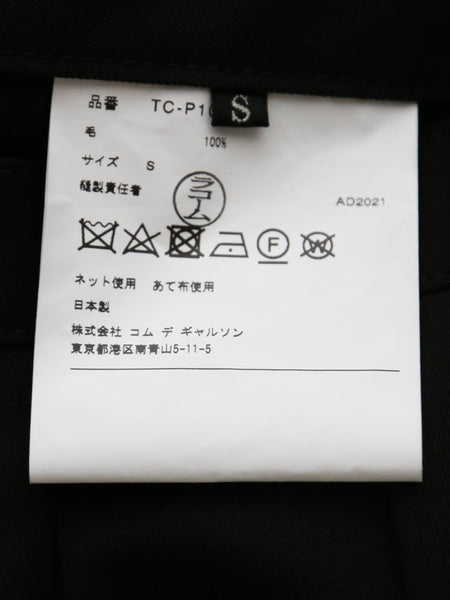 品番 TC-P1
S
毛
100%
サイズ S
縫製責任者
ラコーム
AD2021
F
W
ネット使用 あて布使用
日本製
株式会社 コム デ ギャルソン
東京都港区南青山5-11-5